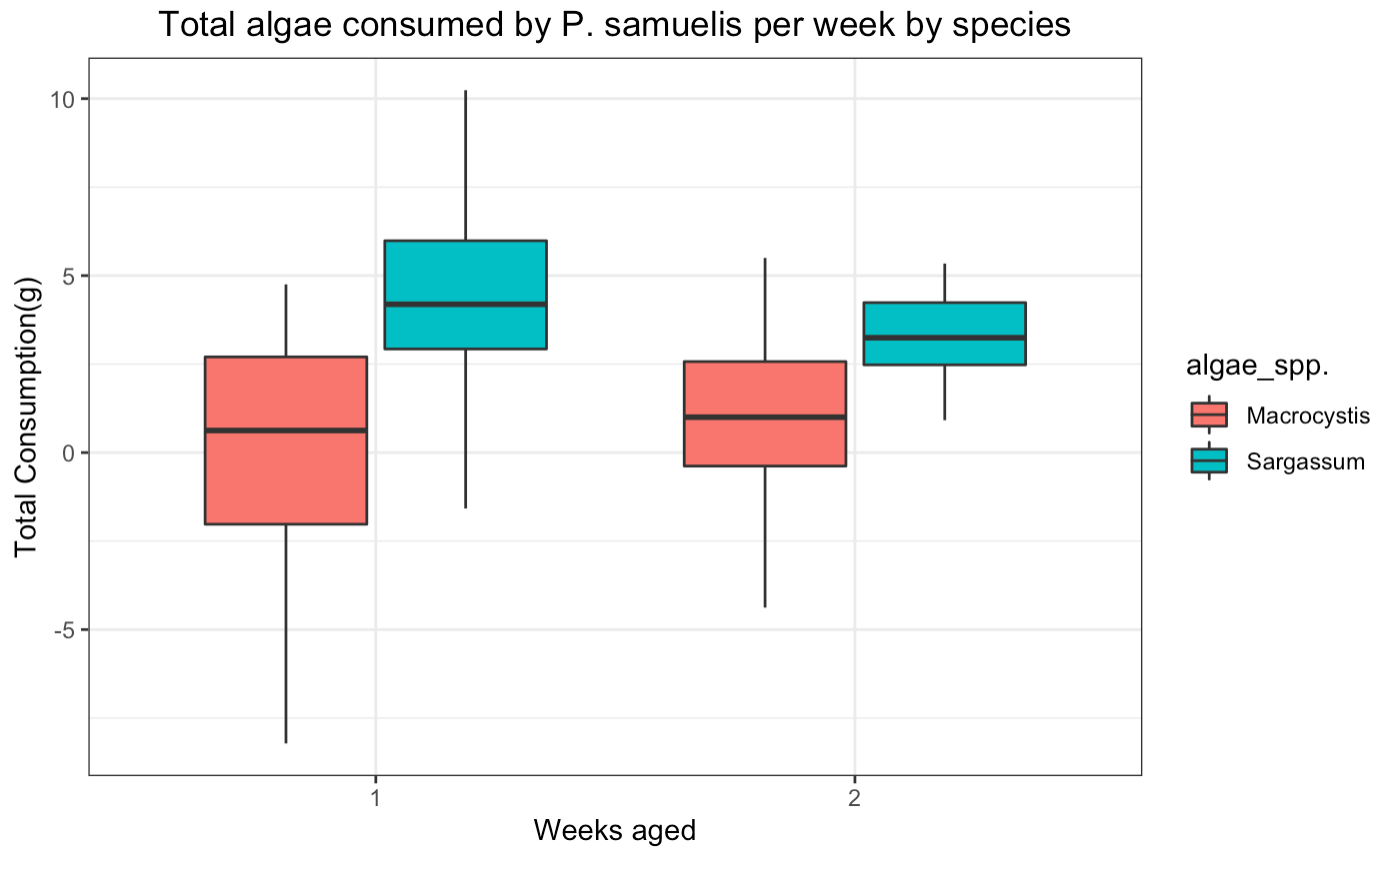 Total algae consumed by P. samuelis per week by species
Total Consumption(g)
10
5
0
-5
1
2
Weeks aged
algae_spp.
Macrocystis
Sargassum